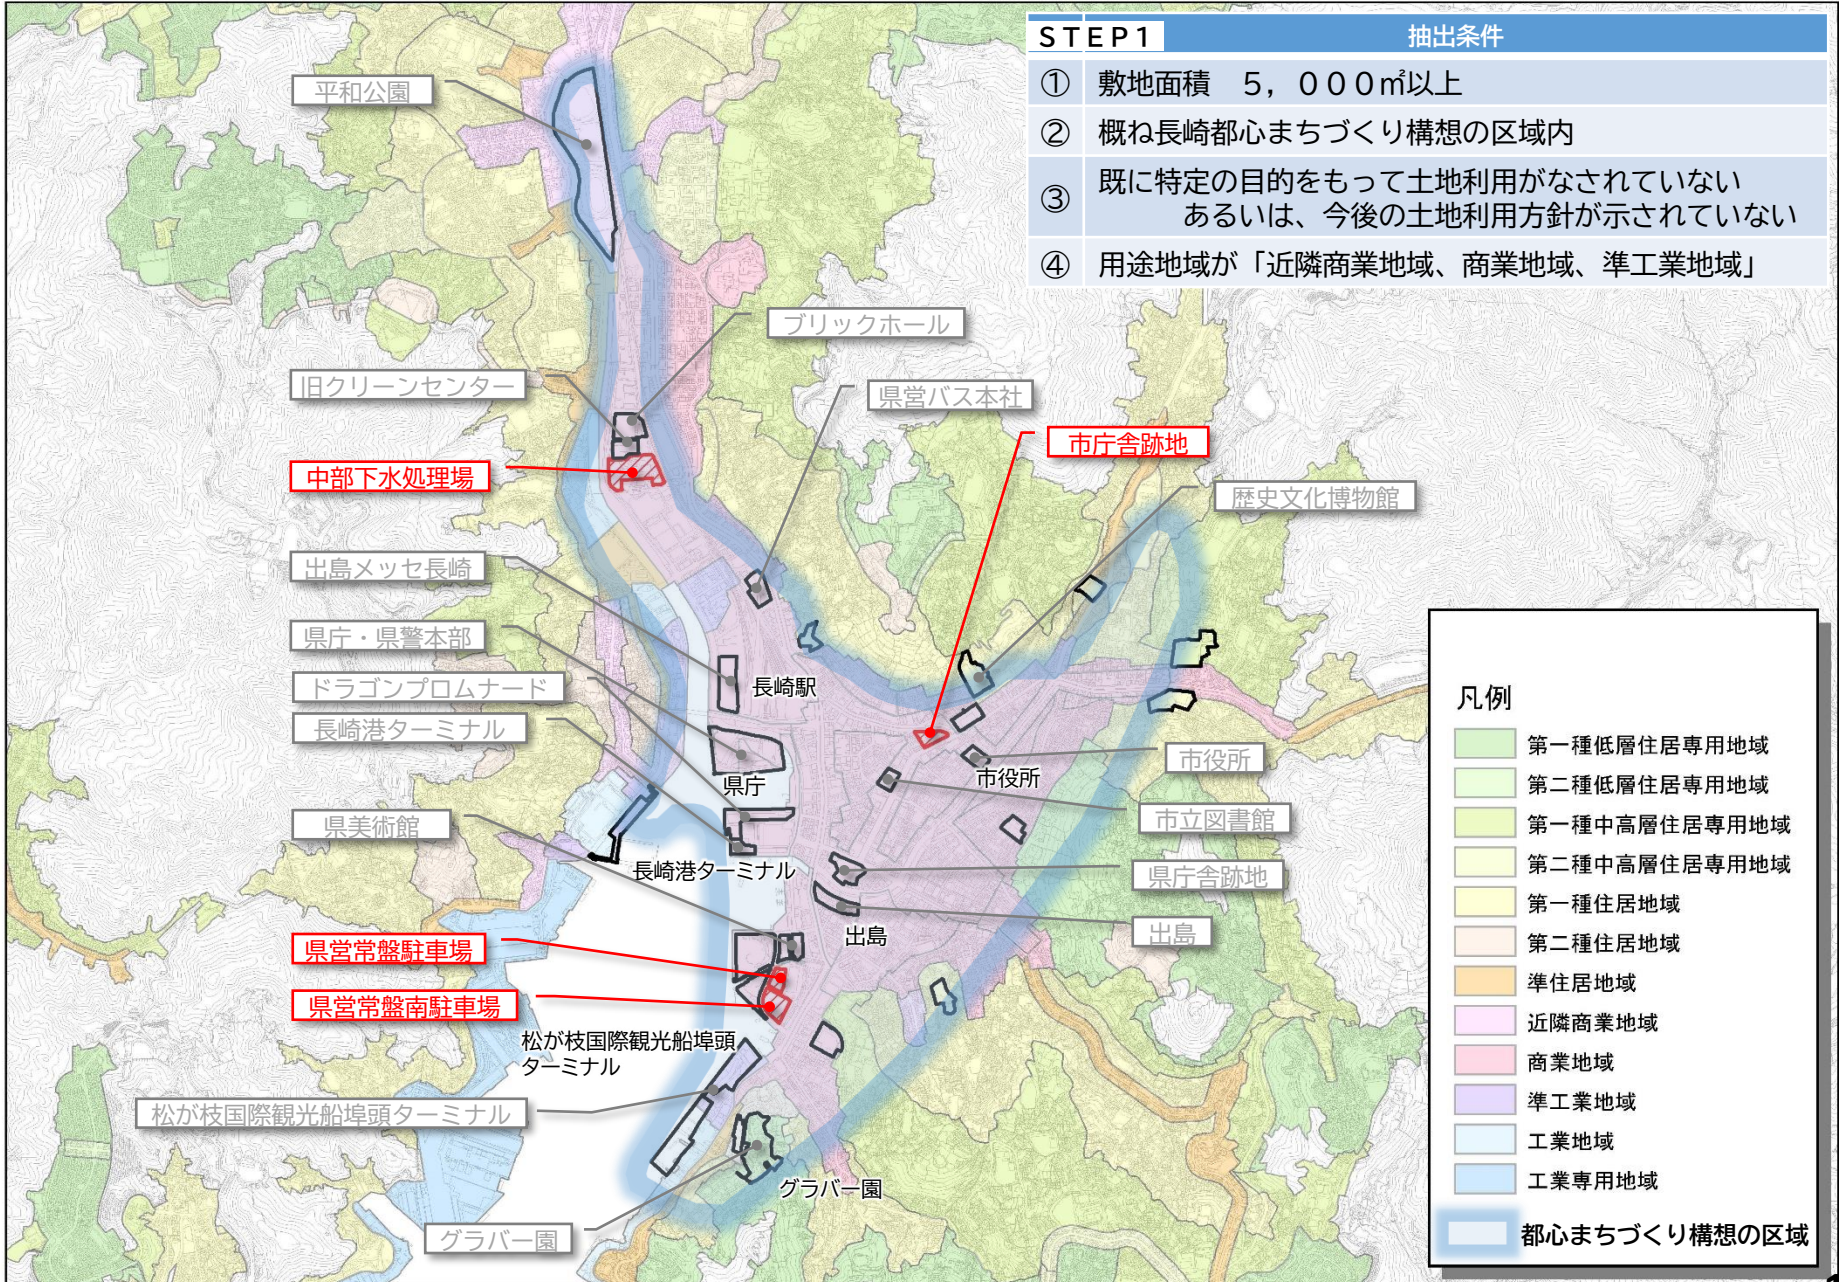 STEP1
抽出条件
① 敷地面積 ５，０００㎡以上
② 概ね長崎都心まちづくり構想の区域内
③ 既に特定の目的をもって土地利用がなされていない
あるいは、今後の土地利用方針が示されていない
④ 用途地域が「近隣商業地域、商業地域、準工業地域」
平和公園
ブリックホール
旧クリーンセンター
県営バス本社
市庁舎跡地
中部下水処理場
歴史文化博物館
出島メッセ長崎
県庁・県警本部
ドラゴンプロムナード
長崎港ターミナル
長崎駅
県庁
市役所
市役所
県美術館
市立図書館
長崎港ターミナル
県庁舎跡地
出島
出島
県営常盤駐車場
県営常盤南駐車場
松が枝国際観光船埠頭
ターミナル
松が枝国際観光船埠頭ターミナル
グラバー園
グラバー園
凡例
第一種低層住居専用地域
第二種低層住居専用地域
第一種中高層住居専用地域
第二種中高層住居専用地域
第一種住居地域
第二種住居地域
準住居地域
近隣商業地域
商業地域
準工業地域
工業地域
工業専用地域
都心まちづくり構想の区域